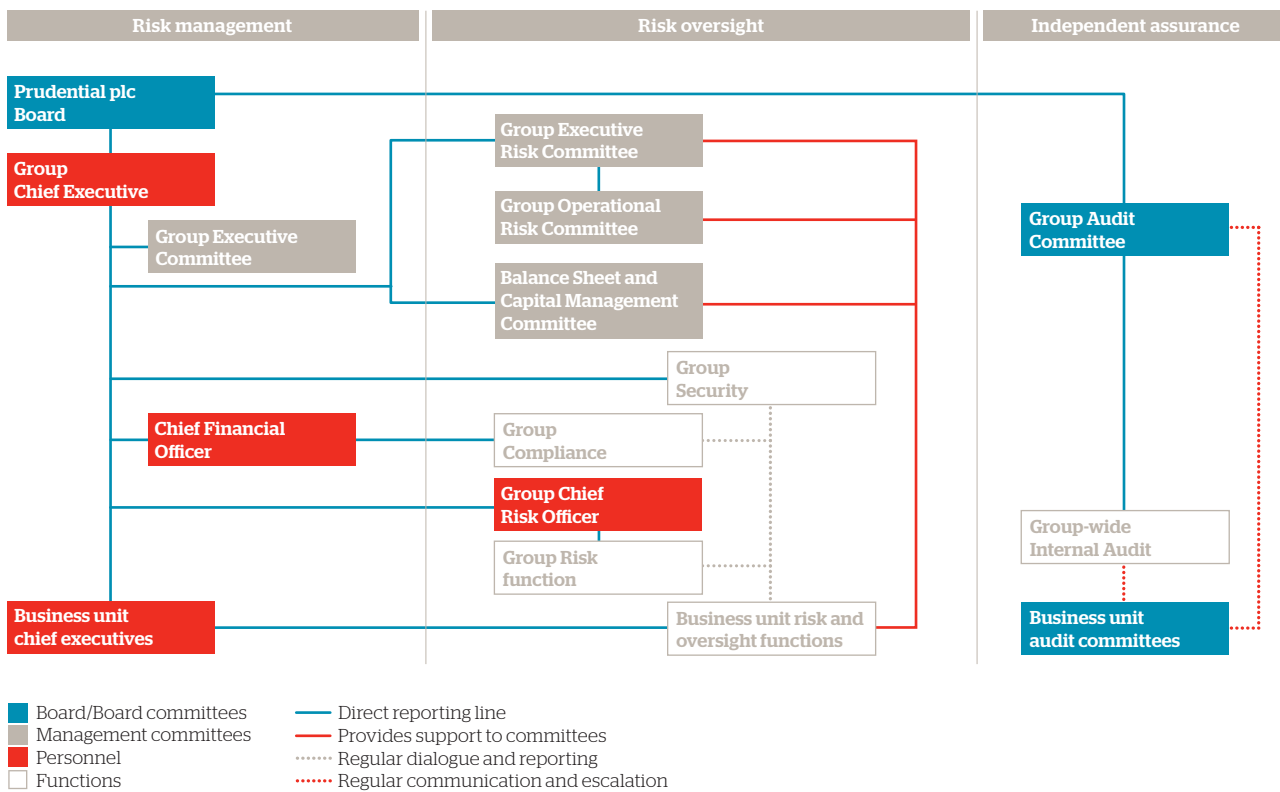 Risk management
Risk oversight
Independent assurance
Prudential plc
Board
Group
Chief Executive
Group Executive
Committee
Group Executive
Risk Committee
Group Operational
Risk Committee
Balance Sheet and
Capital Management
Committee
Group Audit
Committee
Group
Security
Chief Financial
Officer
Group
Compliance
Group Chief
Risk Officer
Group Risk
function
Group-wide
Internal Audit
Business unit
chief executives
Business unit risk and
oversight functions
Business unit
audit committees
Board/Board committees
Management committees
Personnel
Functions
Direct reporting line
Provides support to committees
Regular dialogue and reporting
Regular communication and escalation